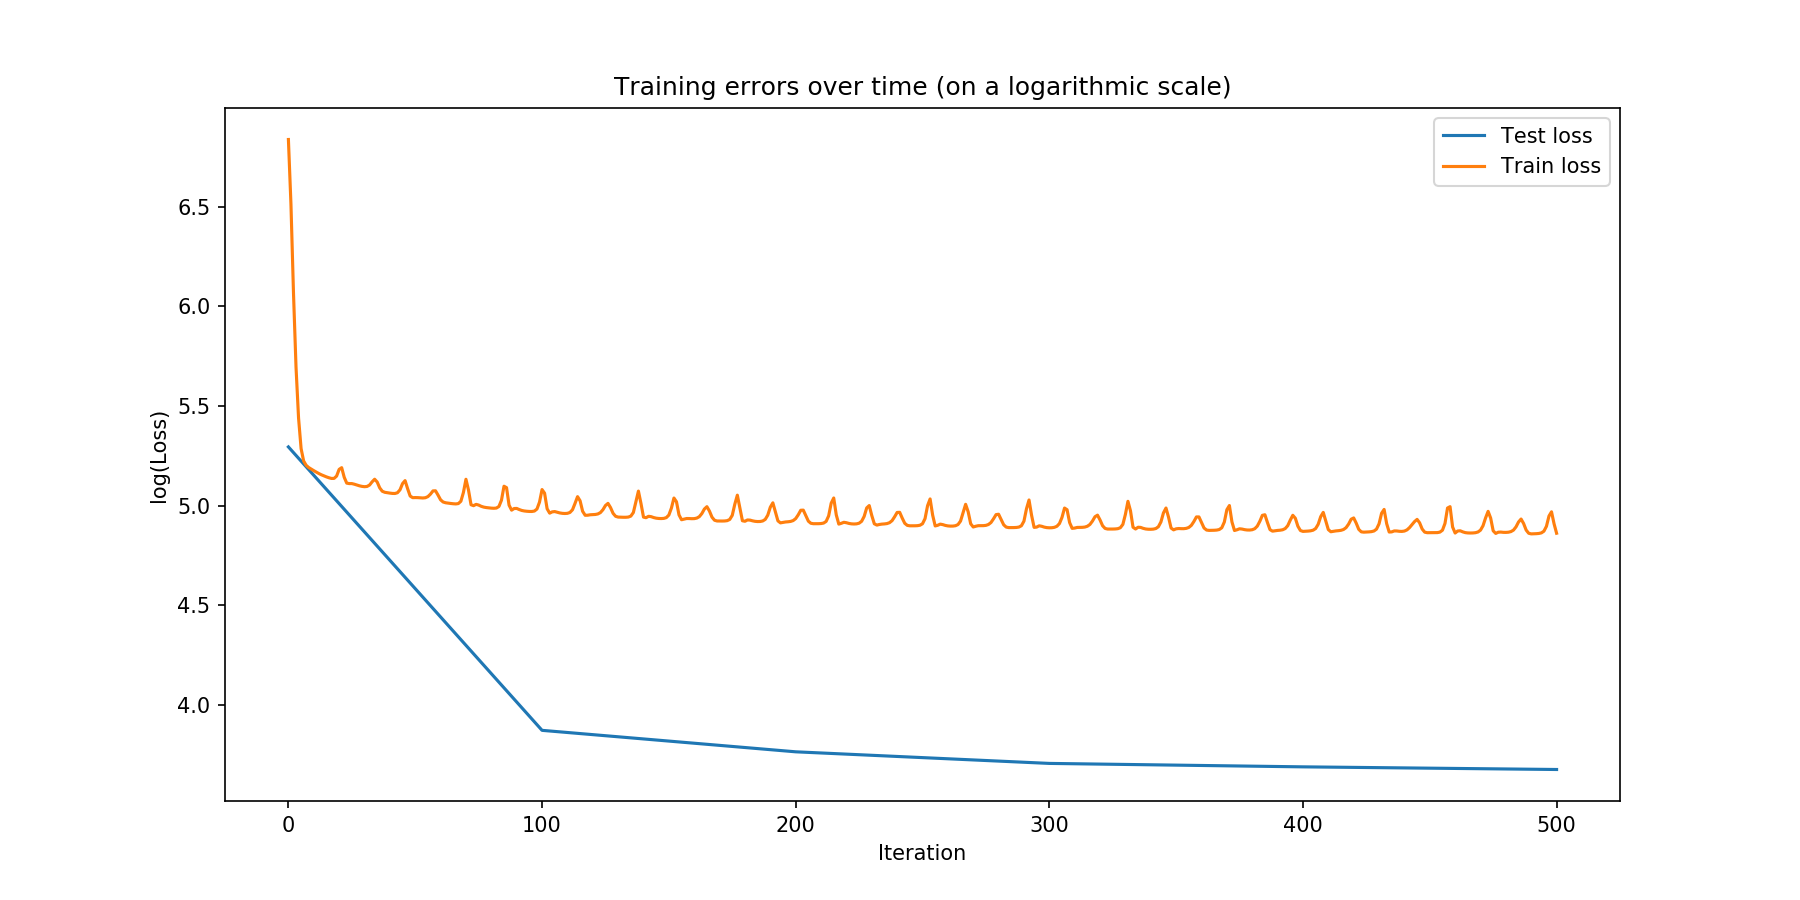 Training errors over time (on a logarithmic scale)
Test loss
Train loss
6.5
6.0
5.5
5.0
4.5
4.0
log(Loss)
0 100 200 300 400 500
Iteration